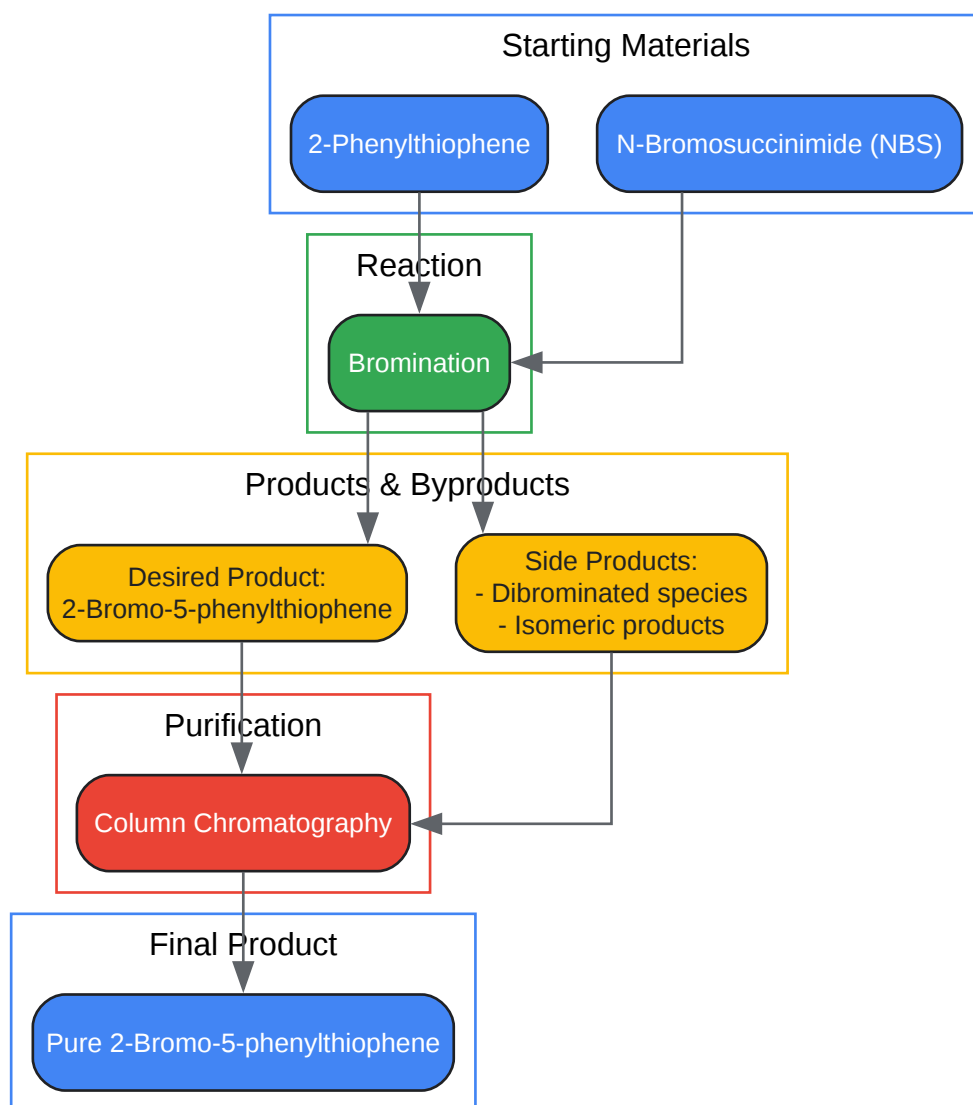 Starting Materials
2-Phenylthiophene
N-Bromosuccinimide (NBS)
Reaction
Bromination
Products & Byproducts
Desired Product:
2-Bromo-5-phenylthiophene
Side Products:
- Dibrominated species
- Isomeric products
Purification
Column Chromatography
Final Product
Pure 2-Bromo-5-phenylthiophene